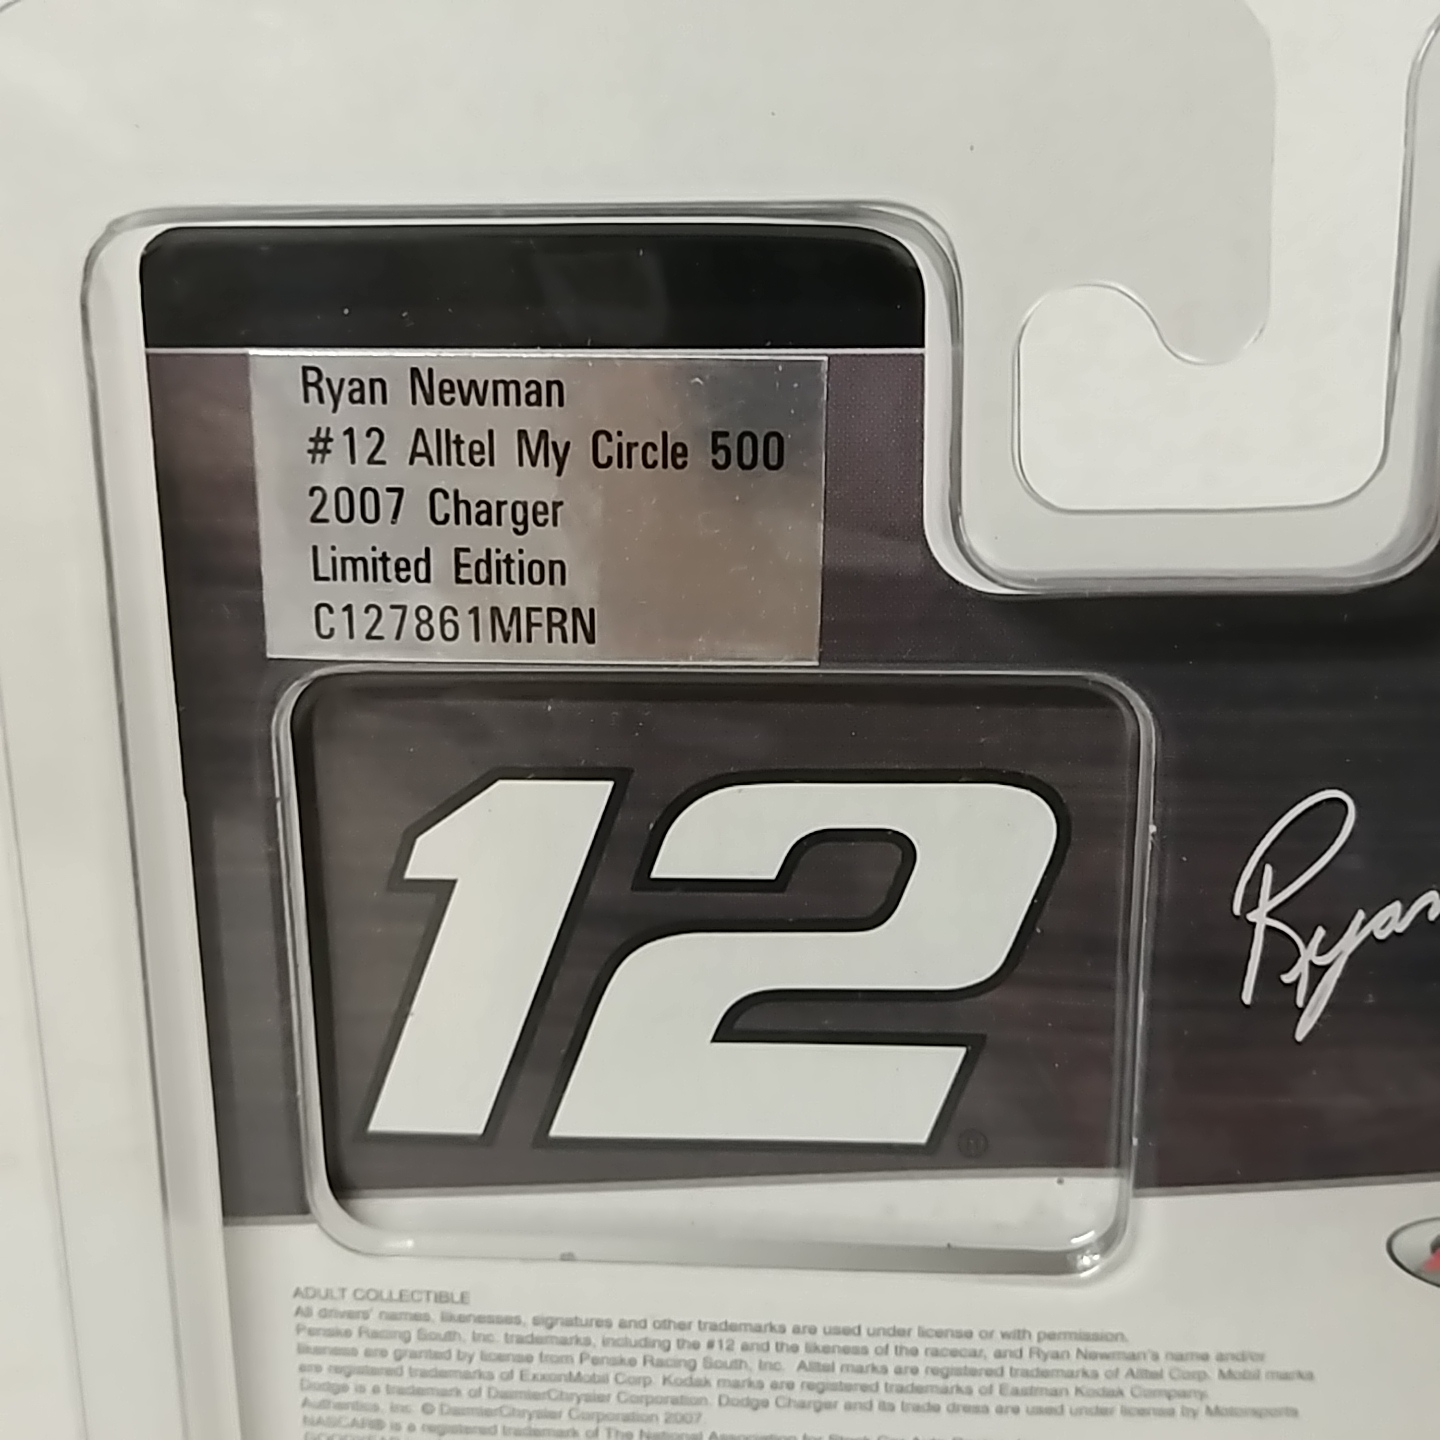 Ryan Newman
#12 Alltel My Circle 500
2007 Charger
Limited Edition
C127861MFRN
12
®
Ryan
ADULT COLLECTIBLE
All drivers' names, likenesses, signatures and other trademarks are used under license or with permission.
Penske Racing South, Inc. trademarks, including the #12 and the likeness of the racecar, and Ryan Newman's name and/or
likeness are granted by license from Penske Racing South, Inc. Alltel marks are registered trademarks of Alltel Corp. Mobil marks
are registered trademarks of ExxonMobil Corp. Kodak marks are registered trademarks of Eastman Kodak Company.
Dodge is a trademark of DaimlerChrysler Corporation. Dodge Charger and its trade dress are used under license by Motorsports
Authentics, Inc. © DaimlerChrysler Corporation 2007.
NASCAR® is a registered trademark of The National Association for Stock Car Auto